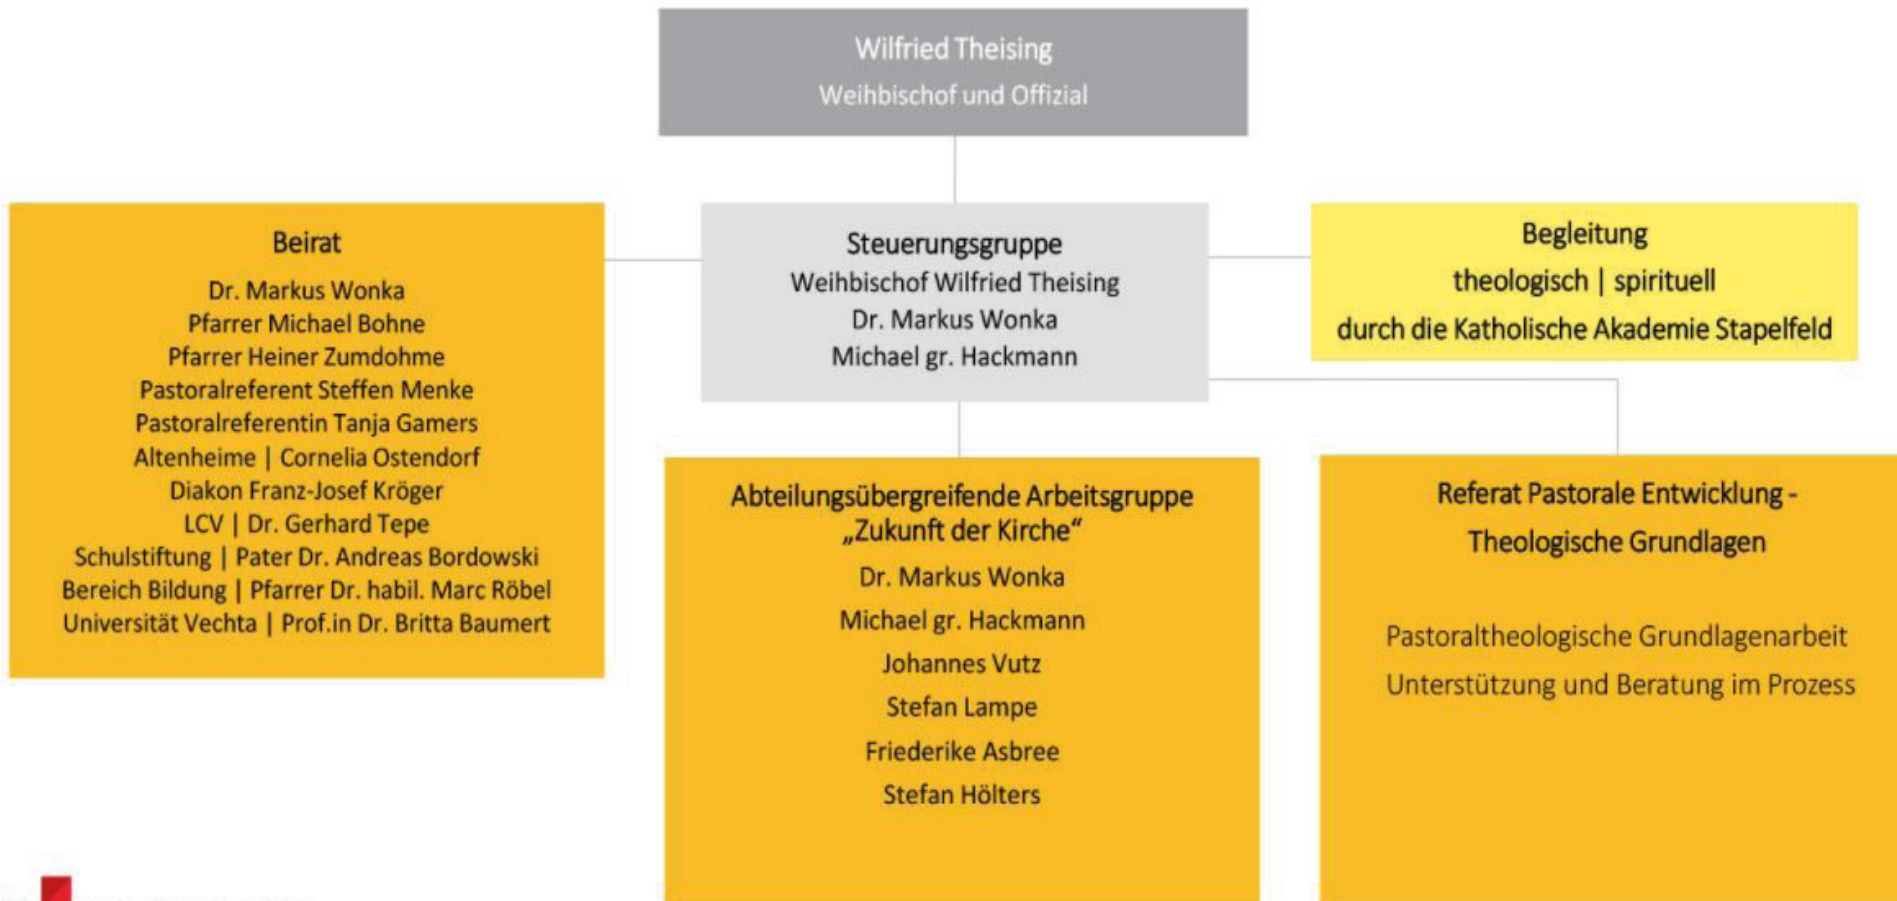 Wilfried Theising
Weihbischof und Offizial
Beirat
Dr. Markus Wonka
Pfarrer Michael Bohne
Pfarrer Heiner Zumdohme
Pastoralreferent Steffen Menke
Pastoralreferentin Tanja Gamers
Altenheime | Cornelia Ostendorf
Diakon Franz-Josef Kröger
LCV | Dr. Gerhard Tepe
Schulstiftung | Pater Dr. Andreas Bordowski
Bereich Bildung | Pfarrer Dr. habil. Marc Röbel
Universität Vechta | Prof.in Dr. Britta Baumert
Steuerungsgruppe
Weihbischof Wilfried Theising
Dr. Markus Wonka
Michael gr. Hackmann
Begleitung
theologisch | spirituell
durch die Katholische Akademie Stapelfeld
Abteilungsübergreifende Arbeitsgruppe
„Zukunft der Kirche“
Dr. Markus Wonka
Michael gr. Hackmann
Johannes Vutz
Stefan Lampe
Friederike Asbree
Stefan Hölters
Referat Pastorale Entwicklung -
Theologische Grundlagen
Pastoraltheologische Grundlagenarbeit
Unterstützung und Beratung im Prozess